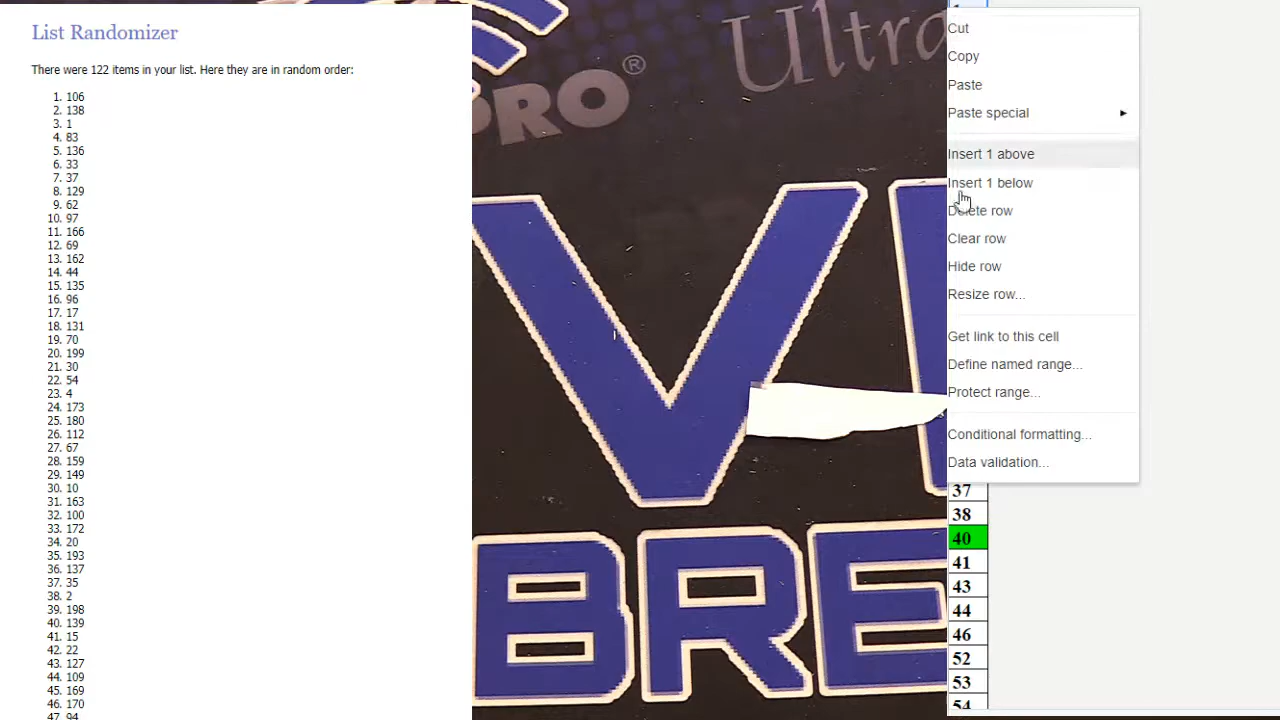 List Randomizer
There were 122 items in your list. Here they are in random order:
1. 106
2. 138
3. 1
4. 83
5. 136
6. 33
7. 37
8. 129
9. 62
10. 97
11. 166
12. 69
13. 162
14. 44
15. 135
16. 96
17. 17
18. 131
19. 70
20. 199
21. 30
22. 54
23. 4
24. 173
25. 180
26. 112
27. 67
28. 159
29. 149
30. 10
31. 163
32. 100
33. 172
34. 20
35. 193
36. 137
37. 35
38. 2
39. 198
40. 139
41. 15
42. 22
43. 127
44. 109
45. 169
46. 170
47. 94
PRO®
Ultra
V
BRE
Cut
Copy
Paste
Paste special
Insert 1 above
Insert 1 below
Delete row
Clear row
Hide row
Resize row...
Get link to this cell
Define named range...
Protect range...
Conditional formatting...
Data validation...
37
38
40
41
43
44
46
52
53
54